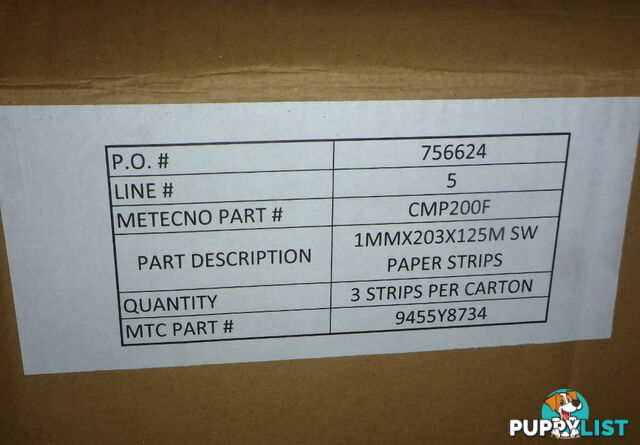 P.O. # 756624
LINE # 5
METECNO PART # CMP200F
PART DESCRIPTION 1MMX203X125M SW
PAPER STRIPS
QUANTITY 3 STRIPS PER CARTON
MTC PART # 9455Y8734
PUPPYLIST